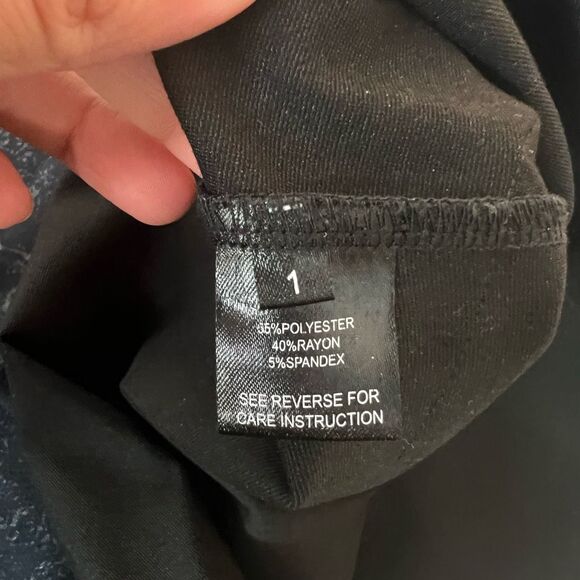 1
55%POLYESTER
40%RAYON
5%SPANDEX
SEE REVERSE FOR
CARE INSTRUCTION